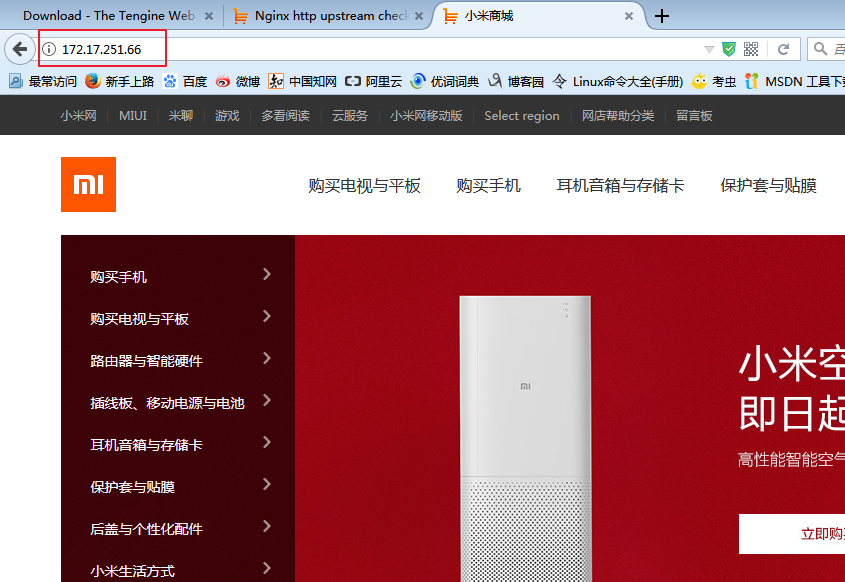 Download - The Tengine Web
Nginx http upstream chec
小米商城
172.17.251.66
最常访问 新手上路 百度 微博 中国知网 阿里云 优词词典 博客园 Linux命令大全(手册) 考虫 MSDN 工具下
小米网 MIUI 米聊 游戏 多看阅读 云服务 小米网移动版 Select region 网店帮助分类 留言板
购买电视与平板 购买手机 耳机音箱与存储卡 保护套与贴膜
购买手机
购买电视与平板
路由器与智能硬件
插线板、移动电源与电池
耳机音箱与存储卡
保护套与贴膜
后盖与个性化配件
小米生活方式
小米空
即日起
高性能智能空气
立即购